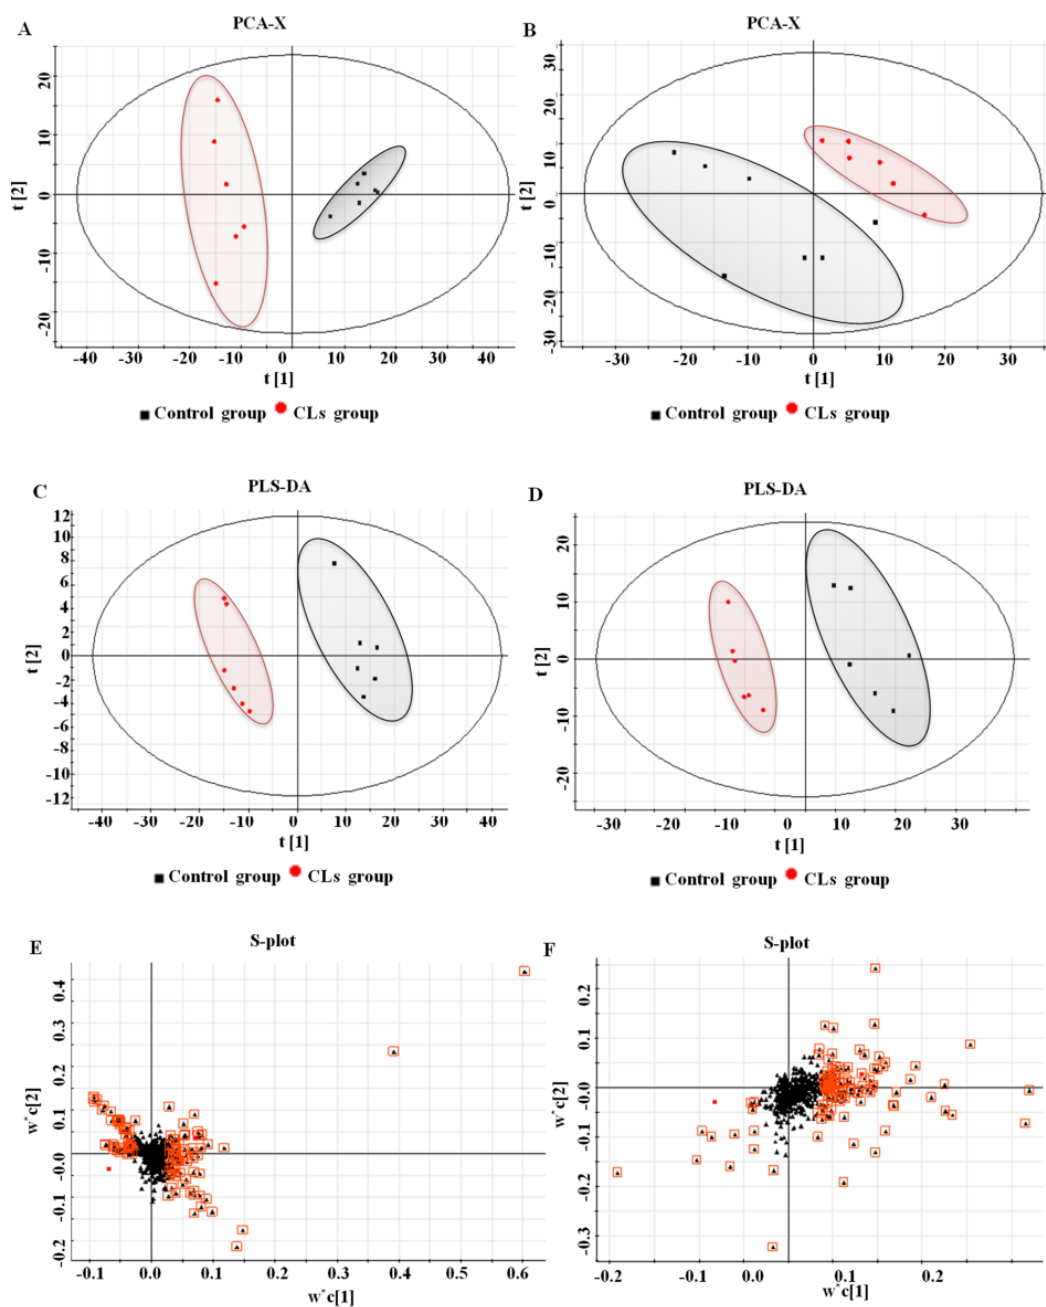 A
PCA-X
20
10
0
-10
-20
t [2]
-40 -30 -20 -10 0 10 20 30 40
t [1]
■ Control group ● CLs group
B
PCA-X
30
20
10
0
-10
-20
-30
t [2]
-30 -20 -10 0 10 20 30
t [1]
■ Control group ● CLs group
C
PLS-DA
12
10
8
6
4
2
0
-2
-4
-6
-8
-10
-12
t [2]
-40 -30 -20 -10 0 10 20 30 40
t [1]
■ Control group ● CLs group
D
PLS-DA
20
10
0
-10
-20
t [2]
-30 -20 -10 0 10 20 30
t [1]
■ Control group ● CLs group
E
S-plot
0.4
0.3
0.2
0.1
-0.0
-0.1
-0.2
w*c[2]
-0.1 0.0 0.1 0.2 0.3 0.4 0.5 0.6
w*c[1]
F
S-plot
0.2
0.1
-0.0
-0.1
-0.2
-0.3
w*c[2]
-0.2 -0.1 0.0 0.1 0.2
w*c[1]